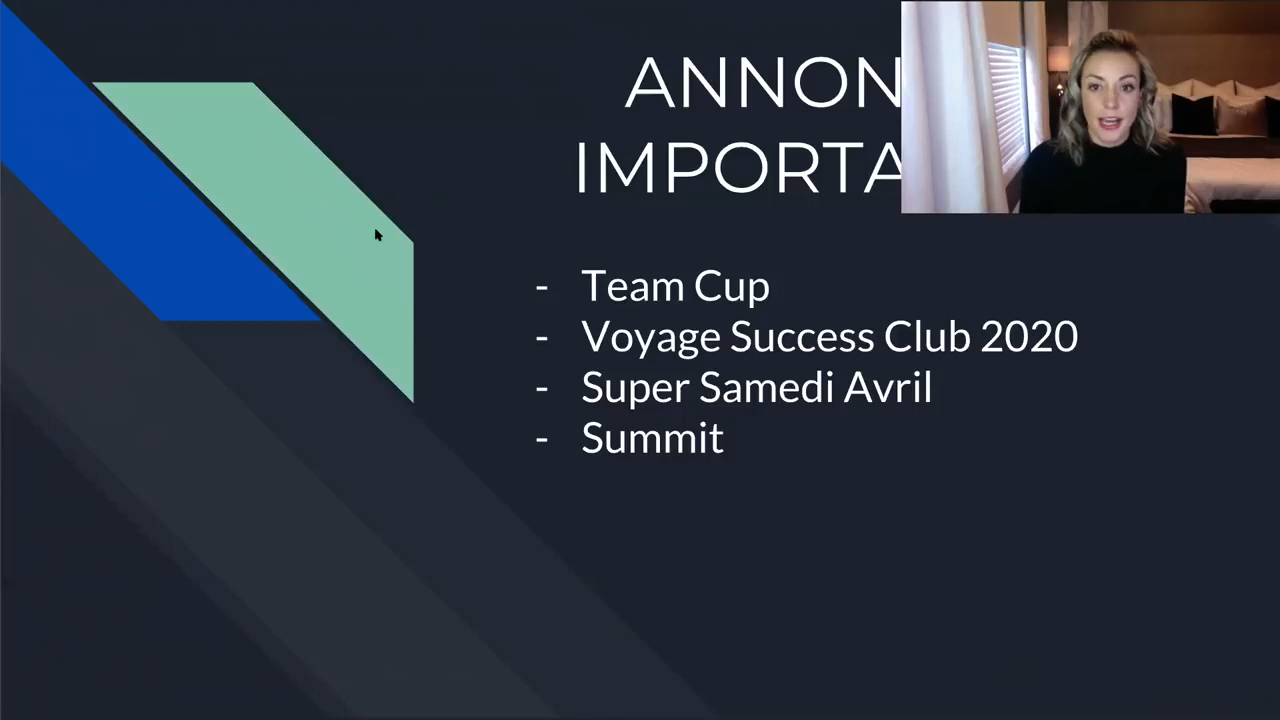 ANNON
IMPORTA
- Team Cup
- Voyage Success Club 2020
- Super Samedi Avril
- Summit